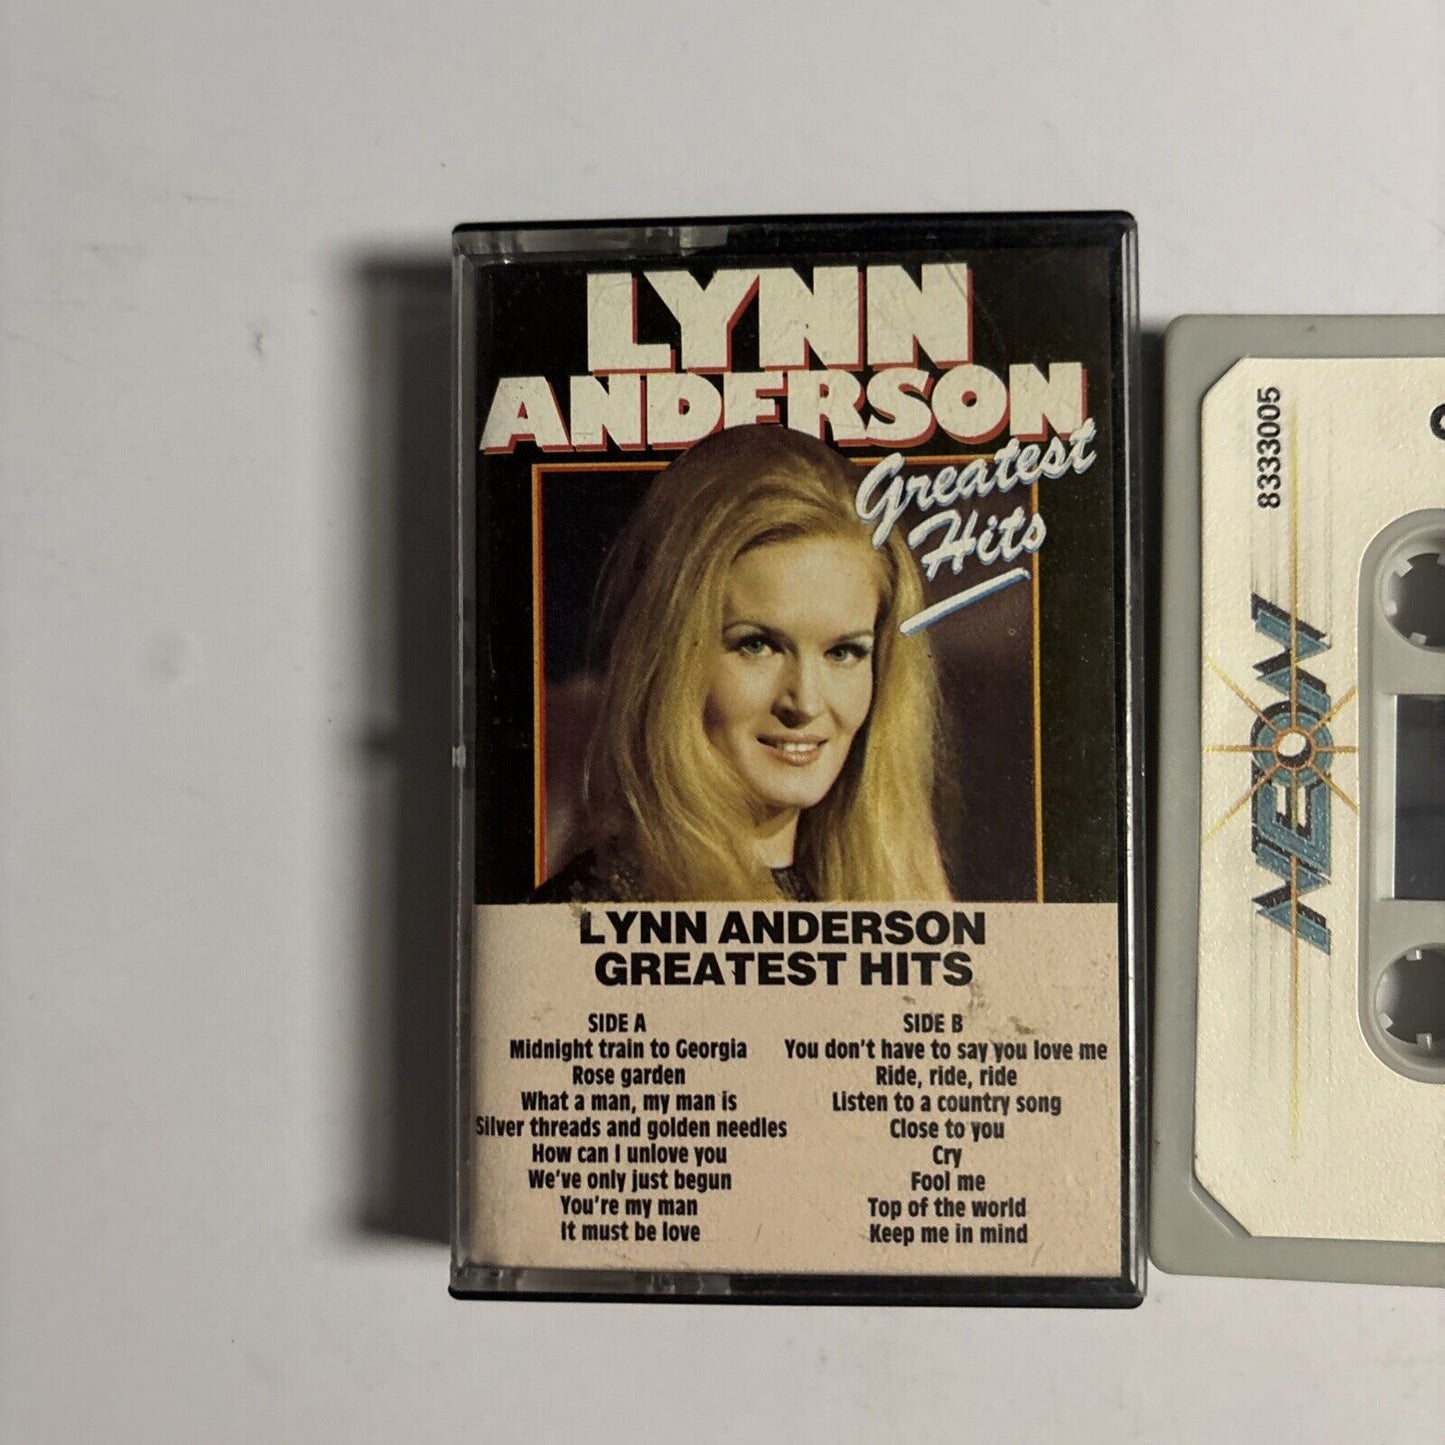 LYNN
ANDERSON
Greatest
Hits
LYNN ANDERSON
GREATEST HITS
SIDE A
Midnight train to Georgia
Rose garden
What a man, my man is
Silver threads and golden needles
How can I unlove you
We've only just begun
You're my man
It must be love
SIDE B
You don't have to say you love me
Ride, ride, ride
Listen to a country song
Close to you
Cry
Fool me
Top of the world
Keep me in mind
8333005
NEON